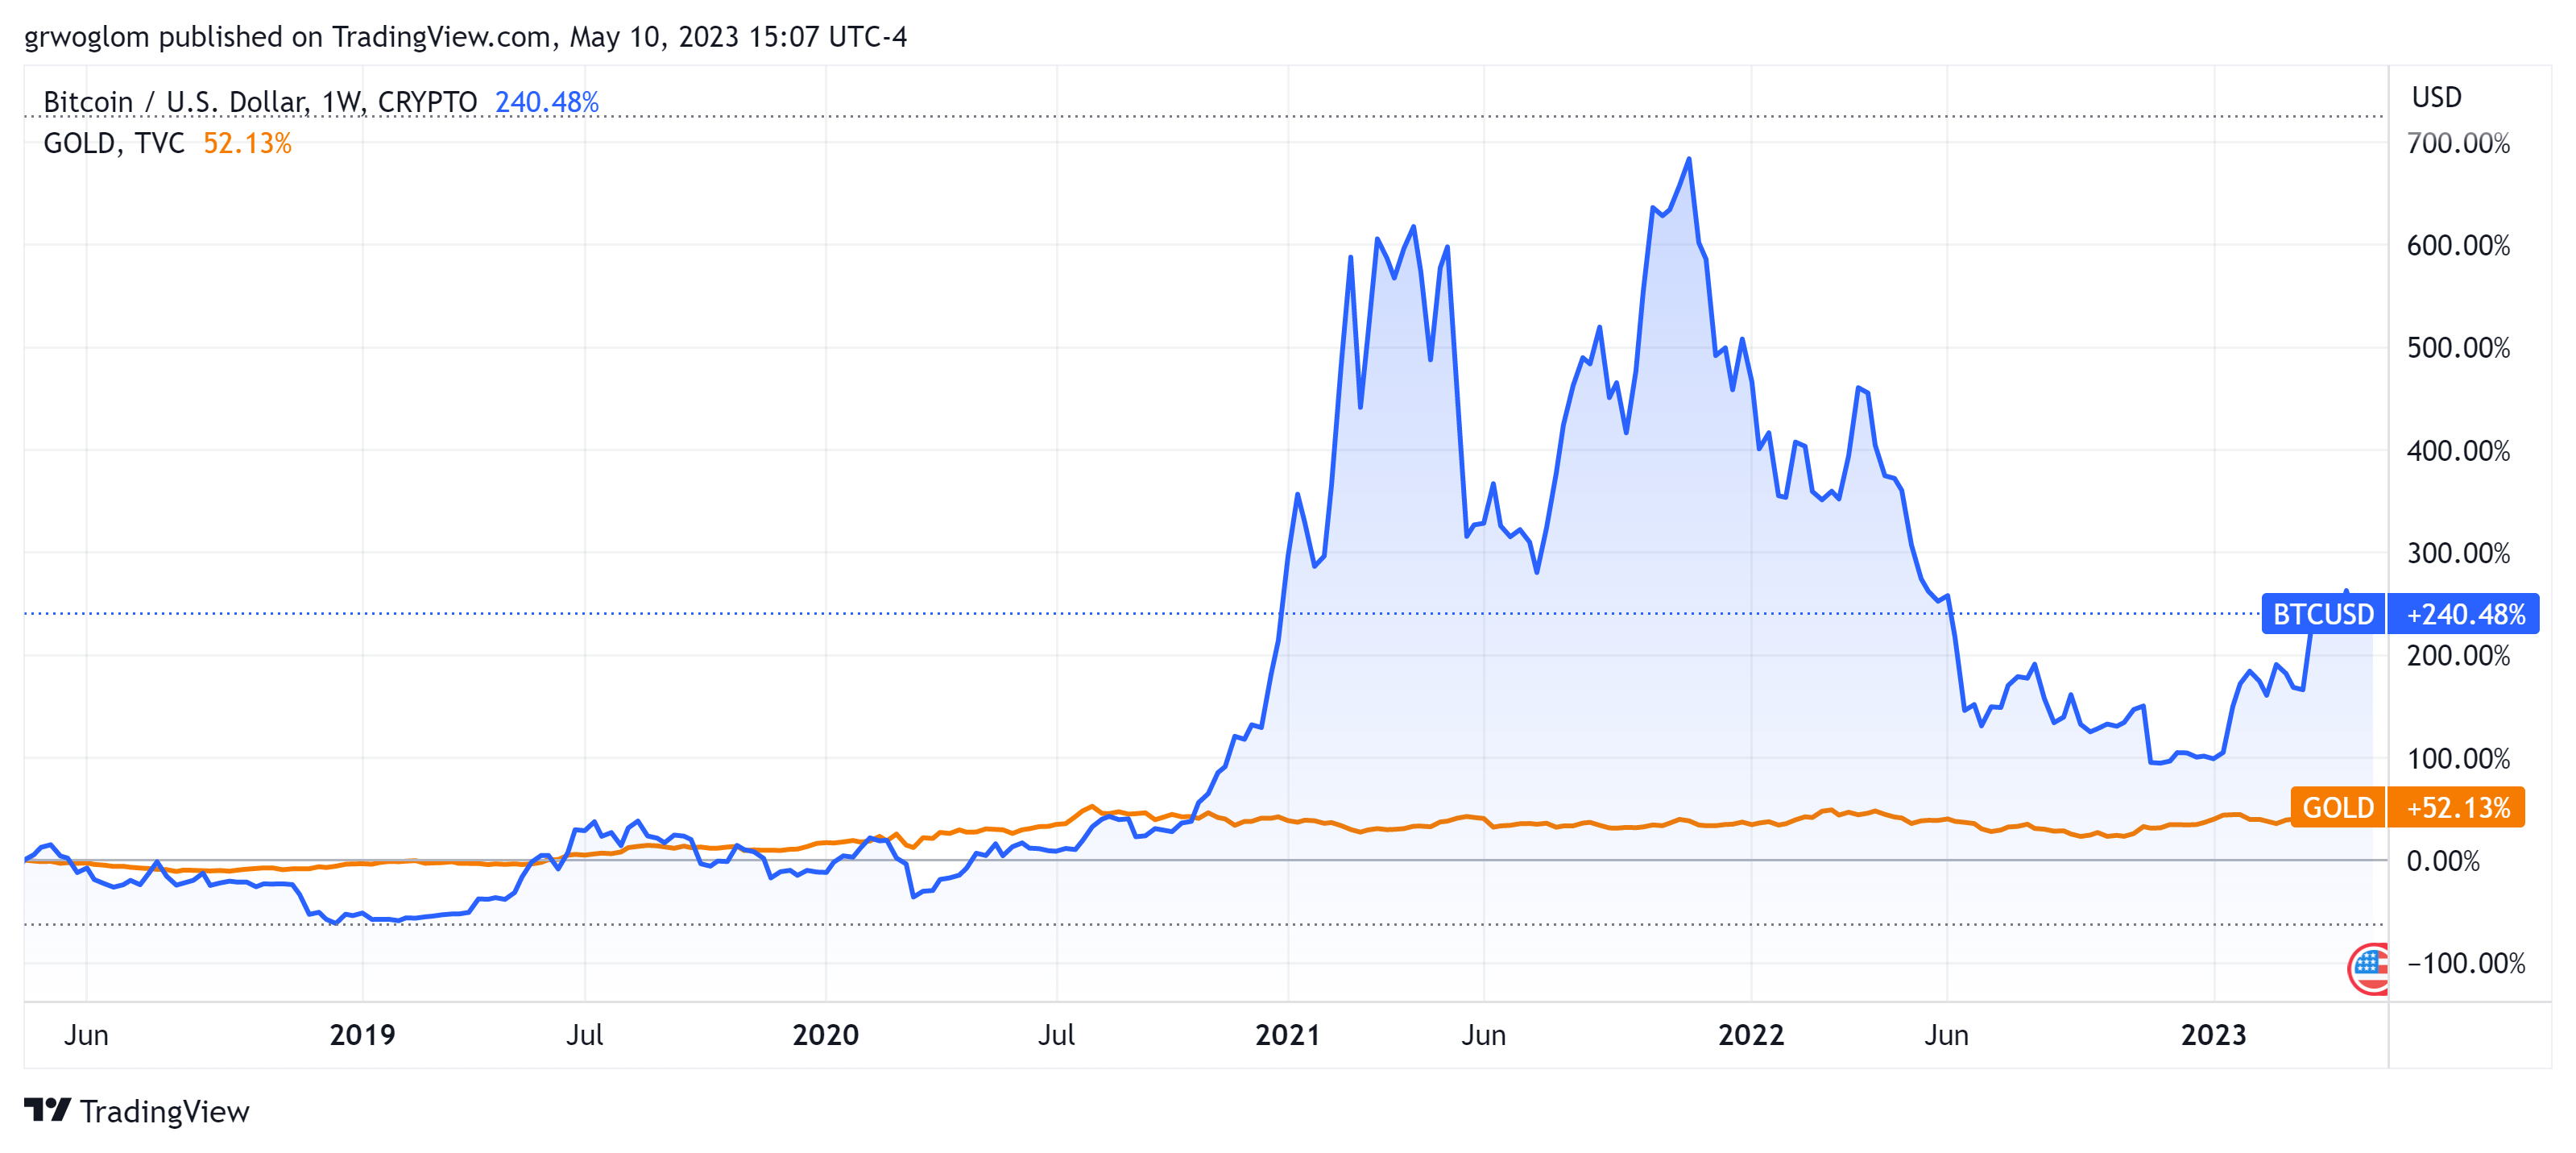 grwoglom published on TradingView.com, May 10, 2023 15:07 UTC-4
Bitcoin / U.S. Dollar, 1W, CRYPTO 240.48%
GOLD, TVC 52.13%
USD
700.00%
600.00%
500.00%
400.00%
300.00%
BTCUSD +240.48%
200.00%
100.00%
GOLD +52.13%
0.00%
−100.00%
Jun 2019 Jul 2020 Jul 2021 Jun 2022 Jun 2023
TradingView